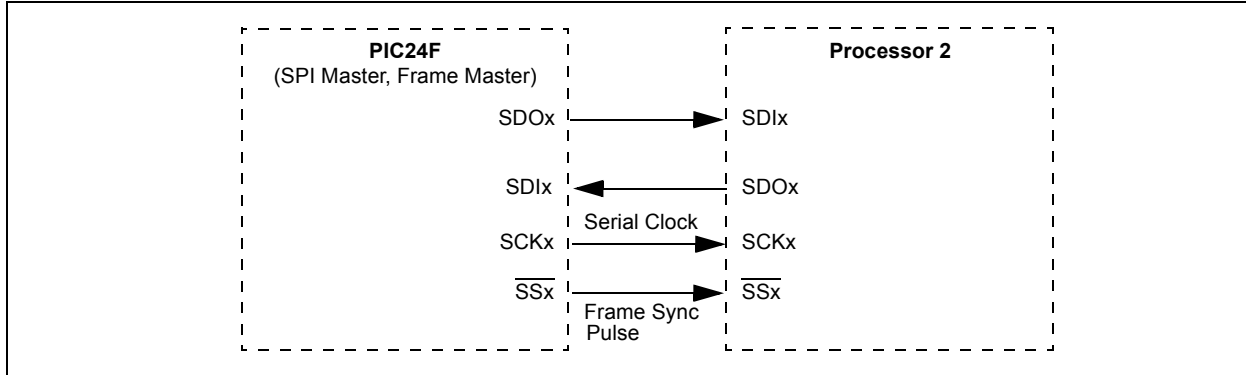 PIC24F
(SPI Master, Frame Master)
Processor 2
SDOx
SDIx
SDIx
SDOx
Serial Clock
SCKx
SCKx
SSx
SSx
Frame Sync
Pulse